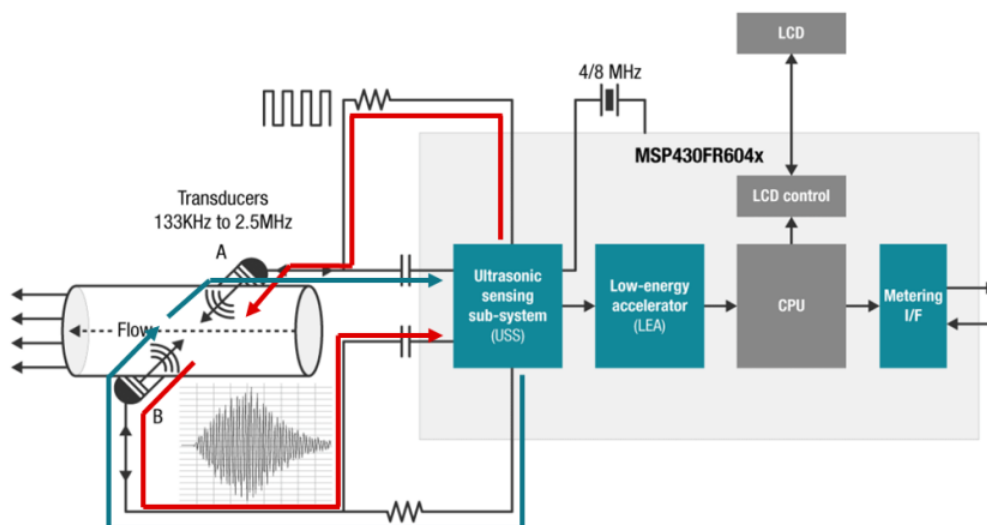 LCD
4/8 MHz
MSP430FR604x
Transducers
133KHz to 2.5MHz
LCD control
A
Ultrasonic
sensing
sub-system
(USS)
Low-energy
accelerator
(LEA)
CPU
Metering
I/F
Flow
B